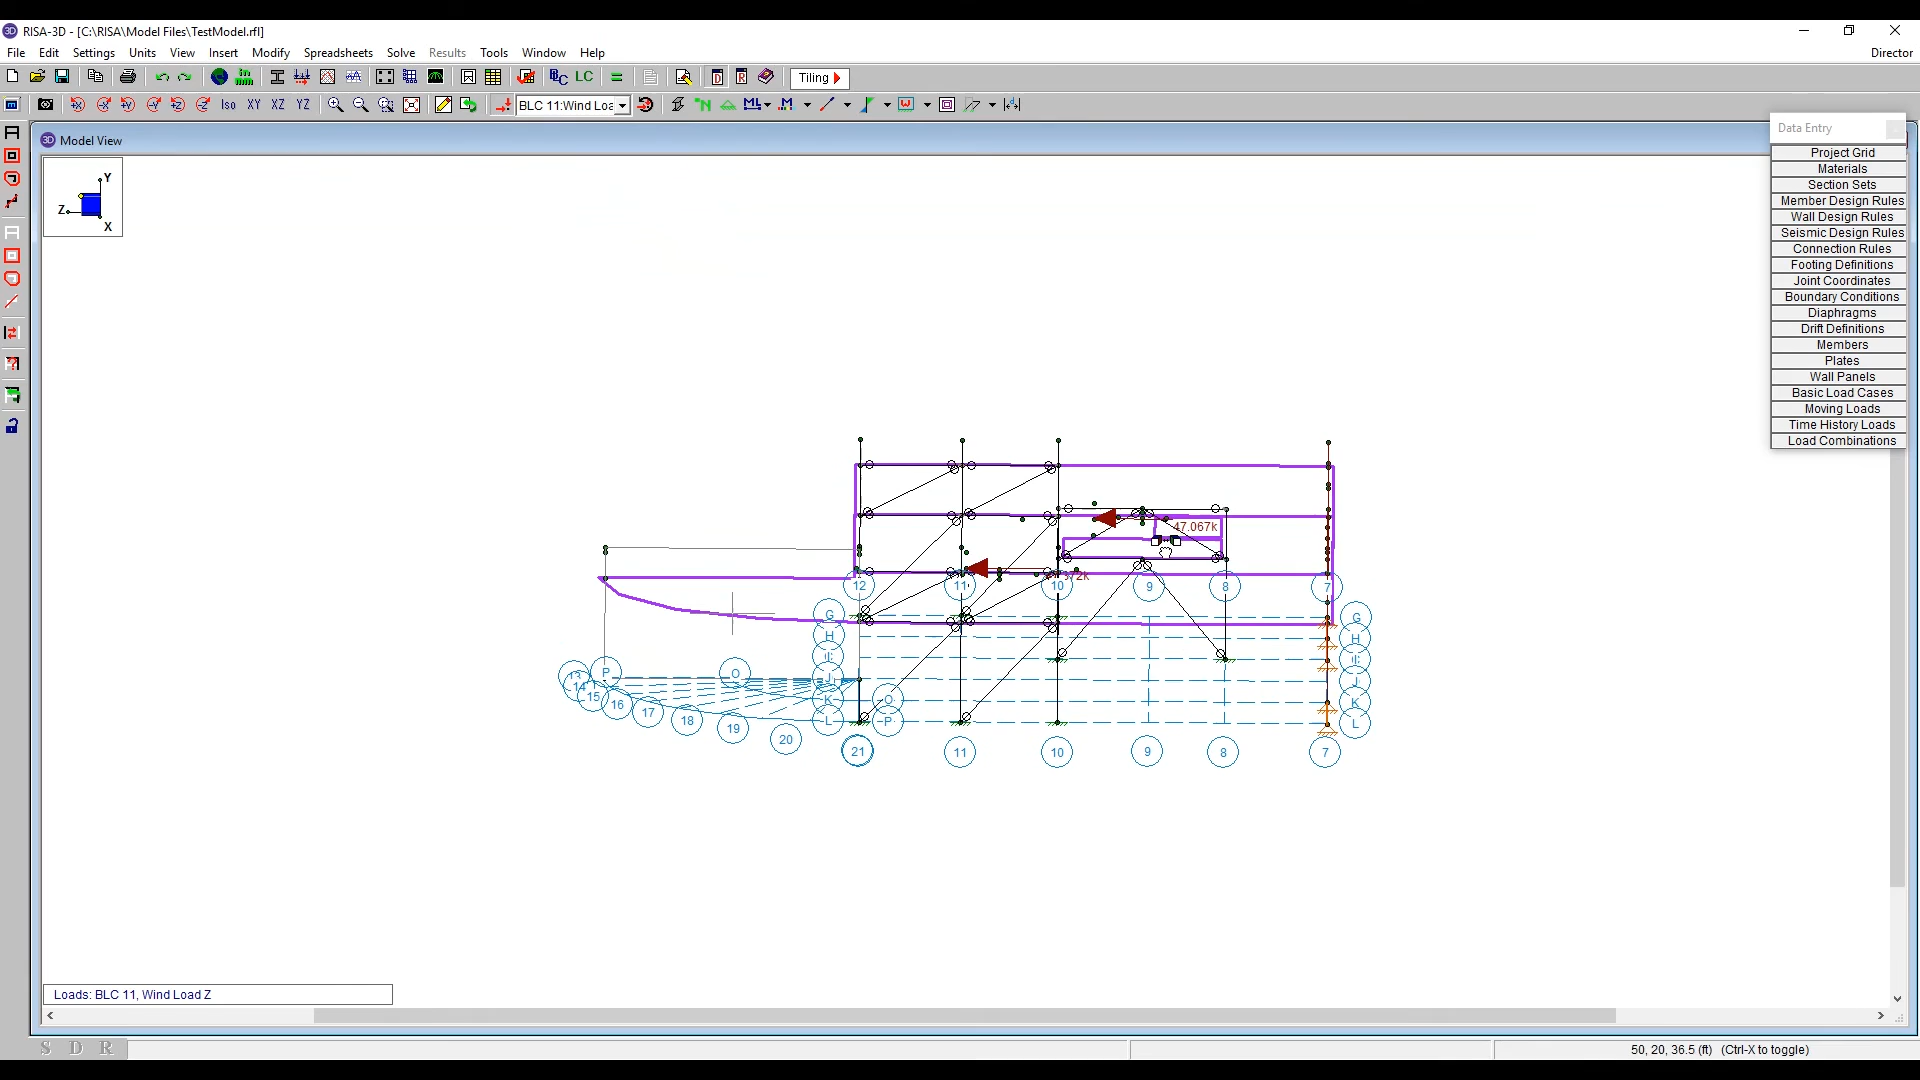 RISA-3D - [C:\RISA\Model Files\TestModel.rfl]
File Edit Settings Units View Insert Modify Spreadsheets Solve Results Tools Window Help
Director
LC
Tiling
Iso XY XZ YZ
BLC 11:Wind Loa
Model View
Data Entry
Project Grid
Materials
Section Sets
Member Design Rules
Wall Design Rules
Seismic Design Rules
Connection Rules
Footing Definitions
Joint Coordinates
Boundary Conditions
Diaphragms
Drift Definitions
Members
Plates
Wall Panels
Basic Load Cases
Moving Loads
Time History Loads
Load Combinations
Y
Z
X
47.067k
12 11 10 9 8 7
G G
H H
J J
K K
L L
P O
O
P
13
14
15
16
17
18
19
20
21 11 10 9 8 7
Loads: BLC 11, Wind Load Z
S D R
50, 20, 36.5 (ft) (Ctrl-X to toggle)